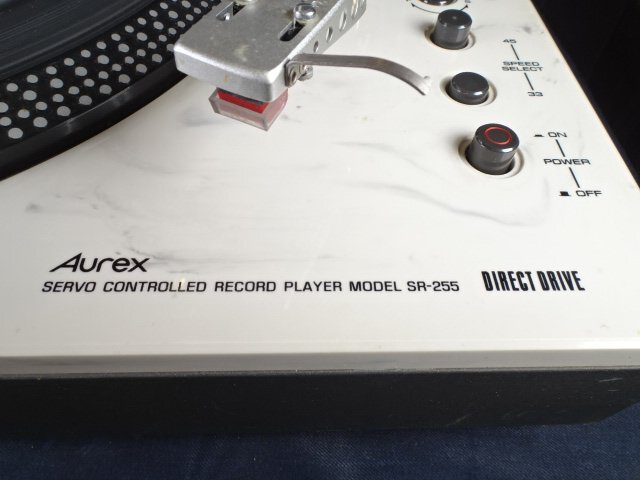 45
SPEED
SELECT
33
ON
POWER
OFF
Aurex
SERVO CONTROLLED RECORD PLAYER MODEL SR-255 DIRECT DRIVE